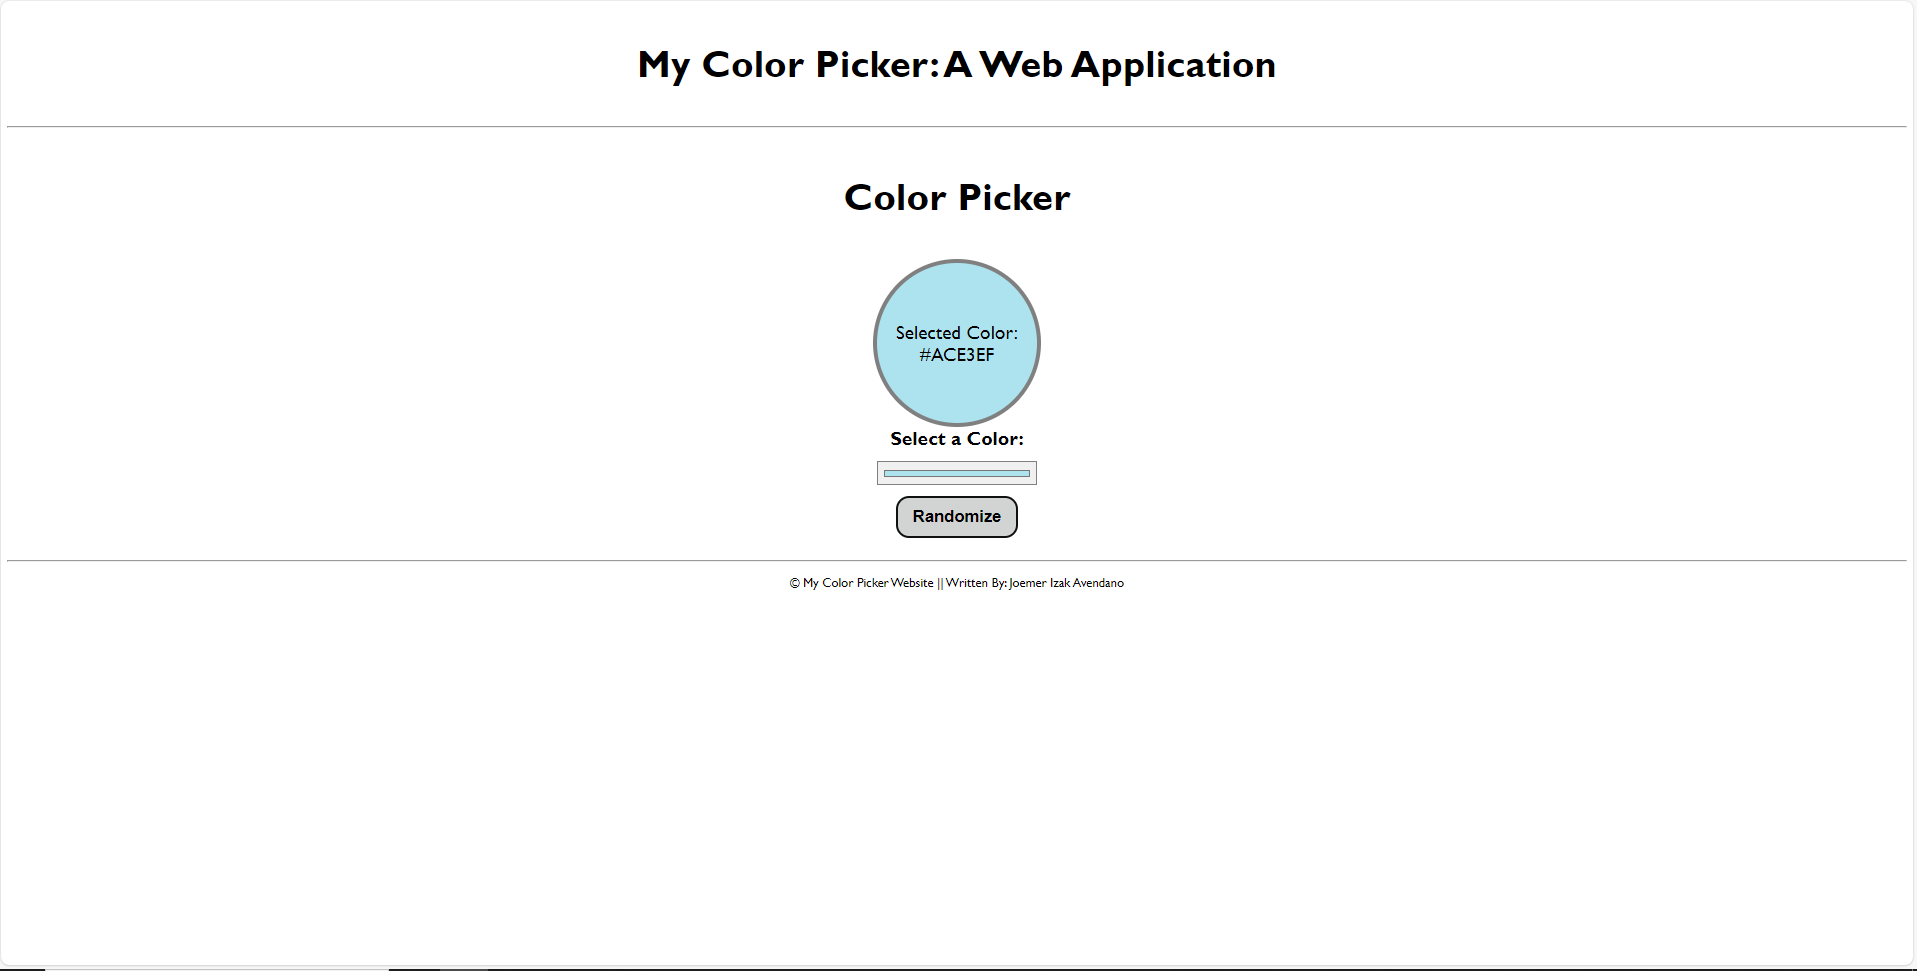 My Color Picker: A Web Application
Color Picker
Selected Color:
#ACE3EF
Select a Color:
Randomize
© My Color Picker Website || Written By: Joemer Izak Avendano